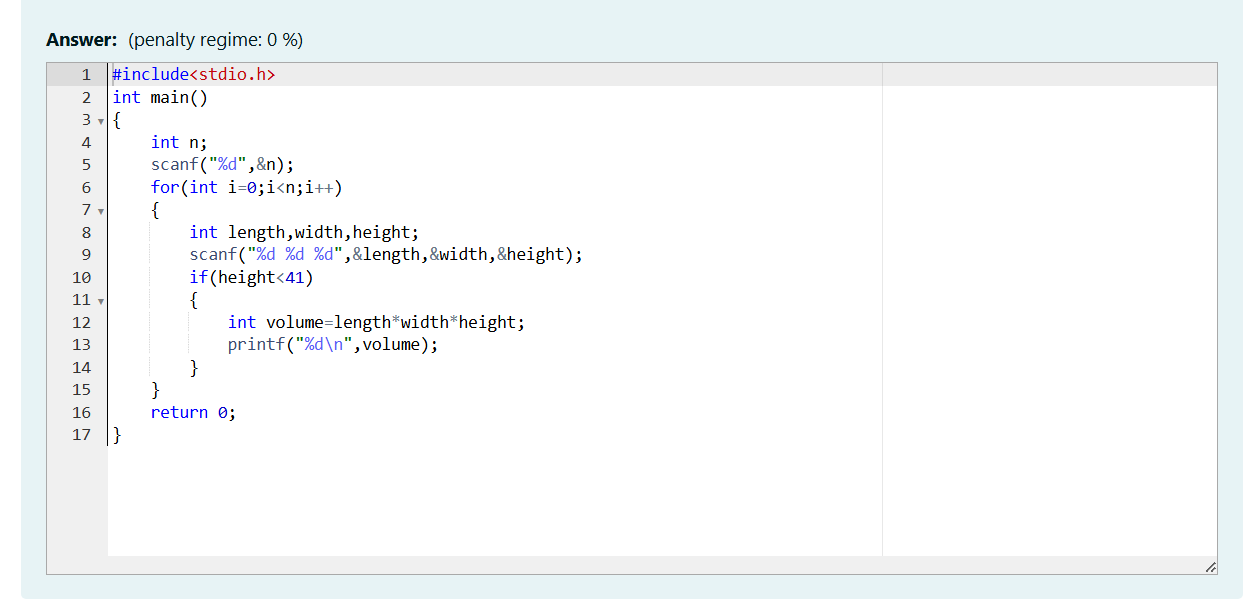 Answer: (penalty regime: 0 %)
1 #include<stdio.h>
2 int main()
3 {
4     int n;
5     scanf("%d",&n);
6     for(int i=0;i<n;i++)
7     {
8         int length,width,height;
9         scanf("%d %d %d",&length,&width,&height);
10         if(height<41)
11         {
12             int volume=length*width*height;
13             printf("%d\n",volume);
14         }
15     }
16     return 0;
17 }